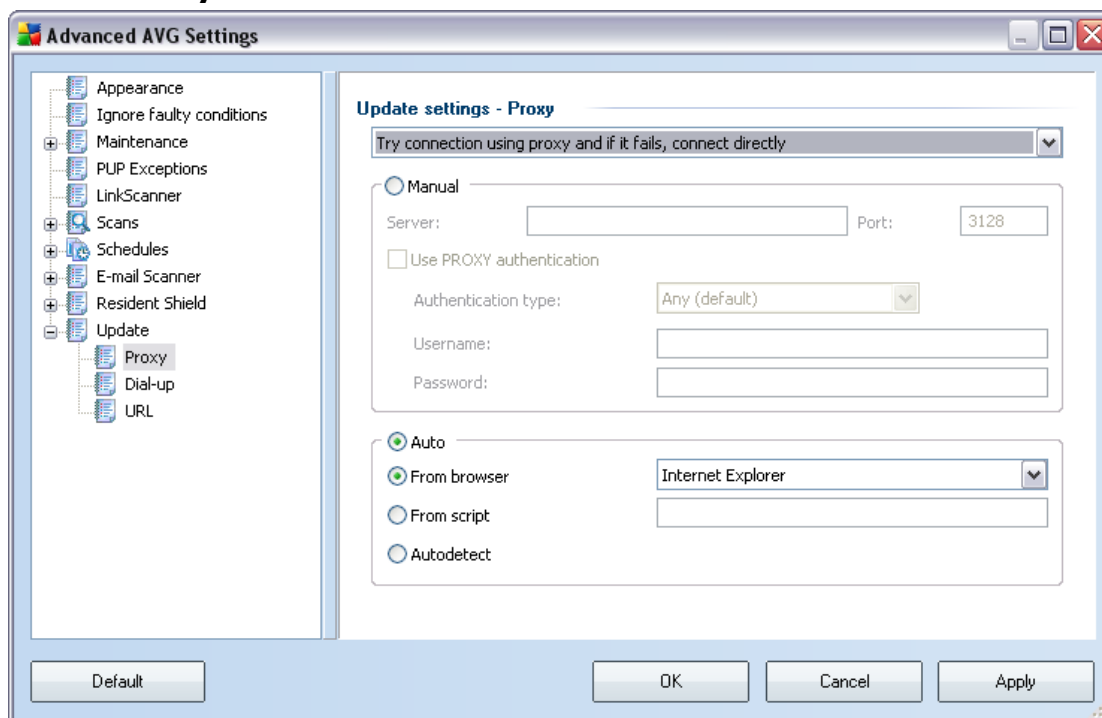 Advanced AVG Settings
Appearance
Ignore faulty conditions
Maintenance
PUP Exceptions
LinkScanner
Scans
Schedules
E-mail Scanner
Resident Shield
Update
Proxy
Dial-up
URL
Update settings - Proxy
Try connection using proxy and if it fails, connect directly
Manual
Server: Port: 3128
Use PROXY authentication
Authentication type: Any (default)
Username:
Password:
Auto
From browser Internet Explorer
From script
Autodetect
Default OK Cancel Apply